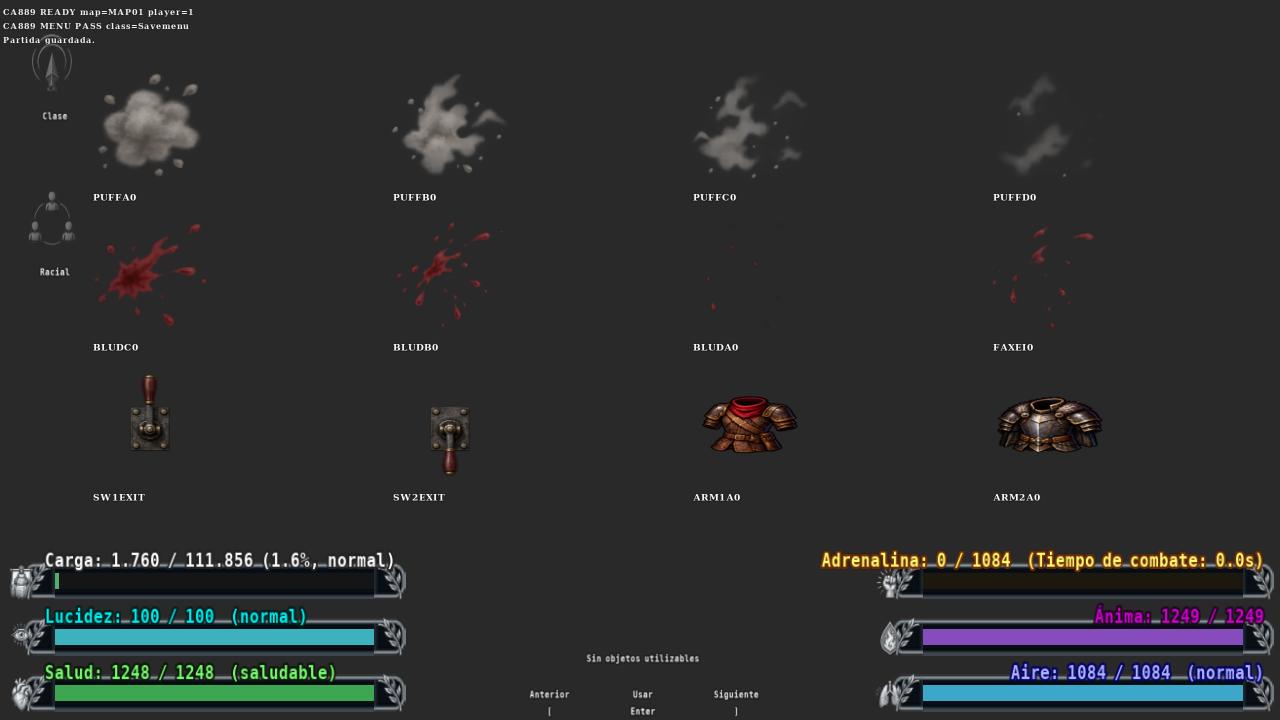 CA889 READY map=MAP01 player=1
CA889 MENU PASS class=Savemenu
Partida guardada.
Clase
PUFFA0
PUFFB0
PUFFC0
PUFFD0
Racial
BLUDC0
BLUDB0
BLUDA0
FAXEI0
SW1EXIT
SW2EXIT
ARM1A0
ARM2A0
Carga: 1.760 / 111.856 (1.6%, normal)
Adrenalina: 0 / 1084 (Tiempo de combate: 0.0s)
Lucidez: 100 / 100 (normal)
Ánima: 1249 / 1249
Sin objetos utilizables
Salud: 1248 / 1248 (saludable)
Aire: 1084 / 1084 (normal)
Anterior
Usar
Siguiente
[
Enter
]